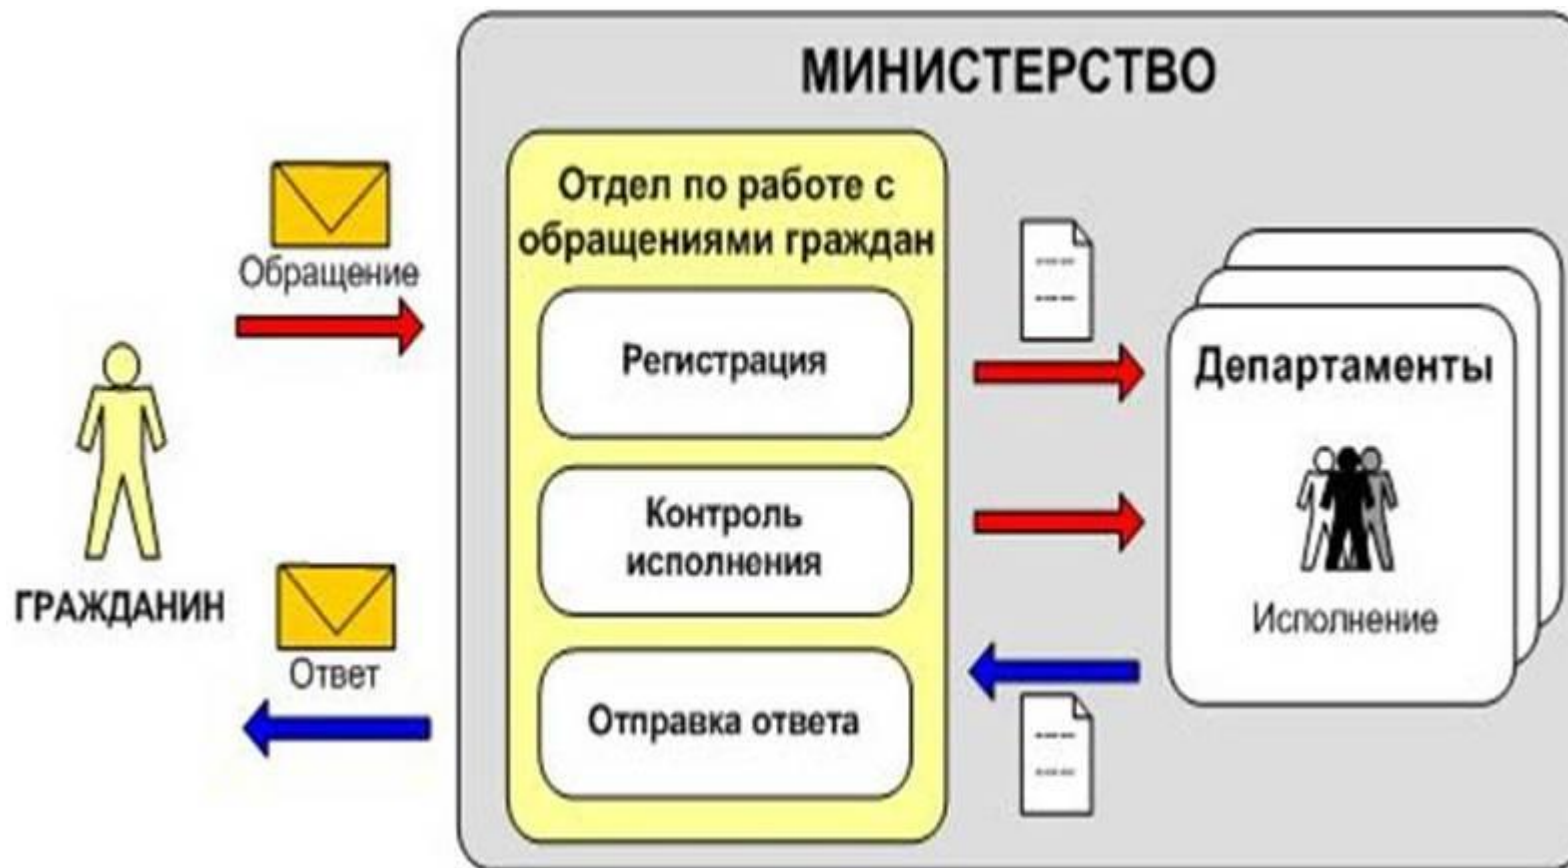 МИНИСТЕРСТВО
Обращение
ГРАЖДАНИН
Ответ
Отдел по работе с
обращениями граждан
Регистрация
Контроль
исполнения
Отправка ответа
Департаменты
Исполнение